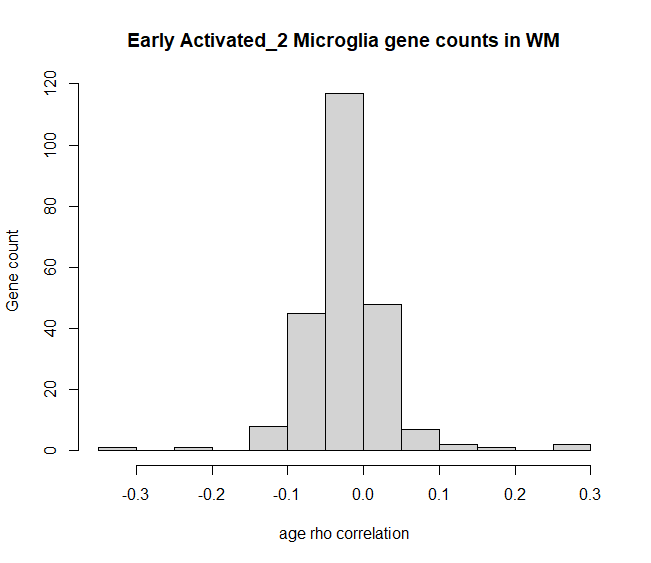 Early Activated_2 Microglia gene counts in WM
120
100
80
60
40
20
0
Gene count
-0.3 -0.2 -0.1 0.0 0.1 0.2 0.3
age rho correlation